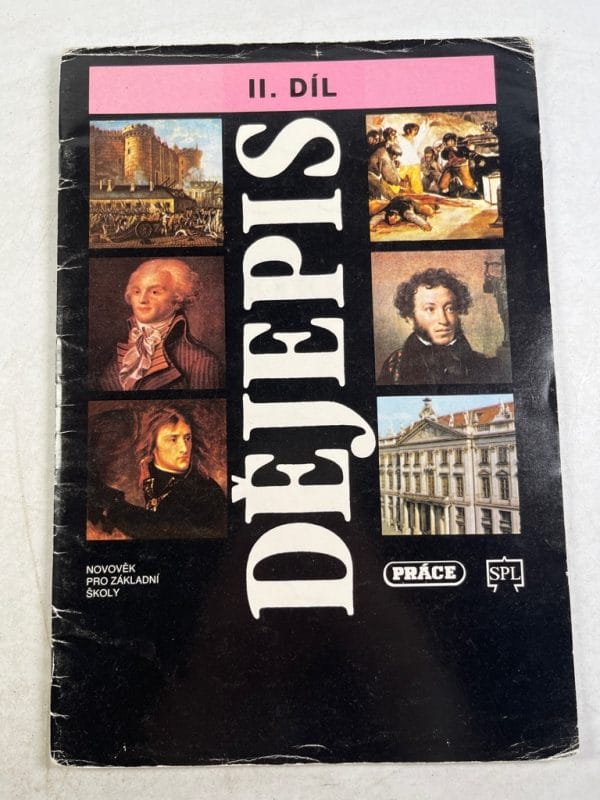 II. DÍL
DĚJEPIS
NOVOVĚK
PRO ZÁKLADNÍ
ŠKOLY
PRÁCE
SPL